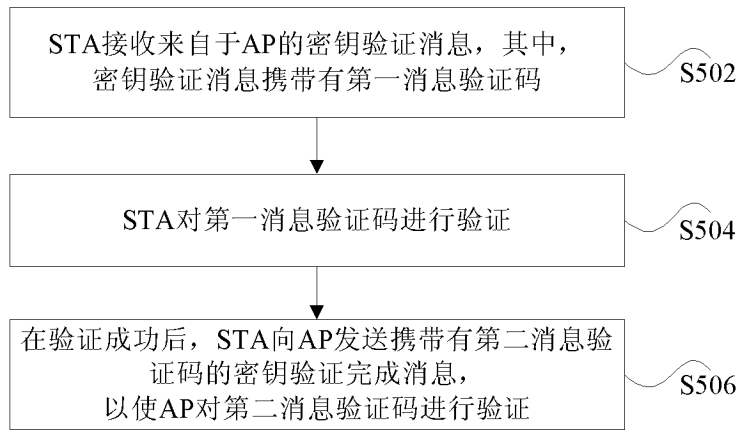 STA接收来自于AP的密钥验证消息，其中，
密钥验证消息携带有第一消息验证码
S502
STA对第一消息验证码进行验证
S504
在验证成功后，STA向AP发送携带有第二消息验
证码的密钥验证完成消息，
以使AP对第二消息验证码进行验证
S506